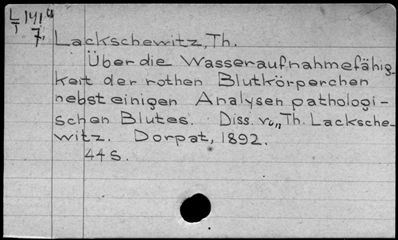 L 141 a
1 7,
Lackschewitz, Th.
Über die Wasseraufnahmefähig-
keit der rothen Blutkörperchen
nebst einigen Analysen pathologi-
schen Blutes. Diss. v. Th. Lacksche-
witz. Dorpat, 1892.
44 S.